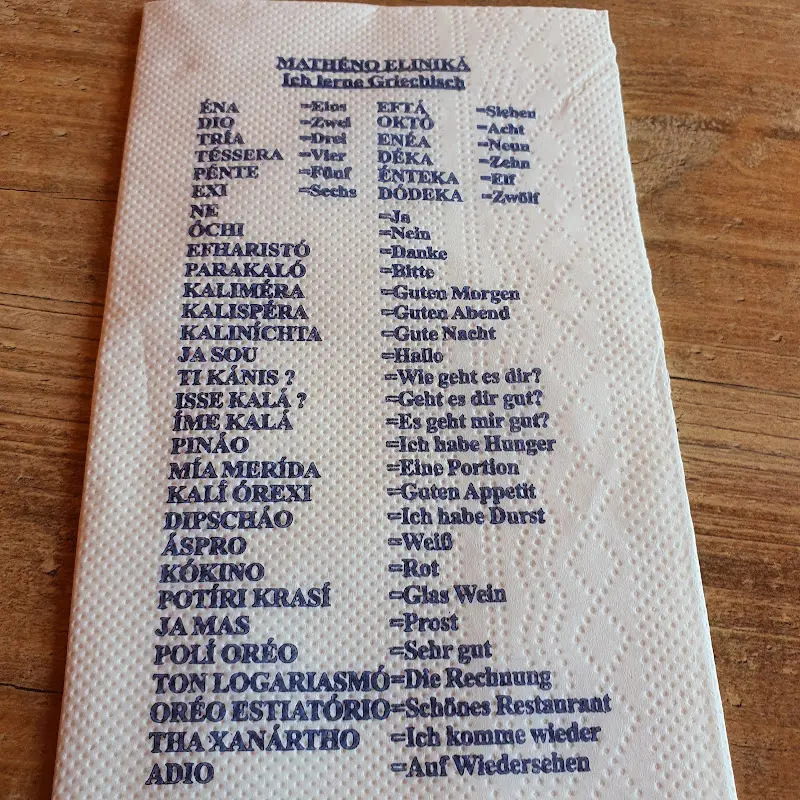 MATHÉNO ELINIKÁ
Ich lerne Griechisch
ÉNA =Eins EFTÁ =Sieben
DIO =Zwei OKTÓ =Acht
TRÍA =Drei ENÉA =Neun
TÉSSERA =Vier DÉKA =Zehn
PÉNTE =Fünf ÉNTEKA =Elf
EXI =Sechs DÓDEKA =Zwölf
NE =Ja
ÓCHI =Nein
EFHARISTÓ =Danke
PARAKALÓ =Bitte
KALIMÉRA =Guten Morgen
KALISPÉRA =Guten Abend
KALINÍCHTA =Gute Nacht
JA SOU =Hallo
TI KÁNIS ? =Wie geht es dir?
ISSE KALÁ ? =Geht es dir gut?
ÍME KALÁ =Es geht mir gut?
PINÁO =Ich habe Hunger
MÍA MERÍDA =Eine Portion
KALÍ ÓREXI =Guten Appetit
DIPSCHÁO =Ich habe Durst
ÁSPRO =Weiß
KÓKINO =Rot
POTÍRI KRASÍ =Glas Wein
JA MAS =Prost
POLÍ ORÉO =Sehr gut
TON LOGARIASMÓ=Die Rechnung
ORÉO ESTIATÓRIO=Schönes Restaurant
THA XANÁRTHO =Ich komme wieder
ADIO =Auf Wiedersehen